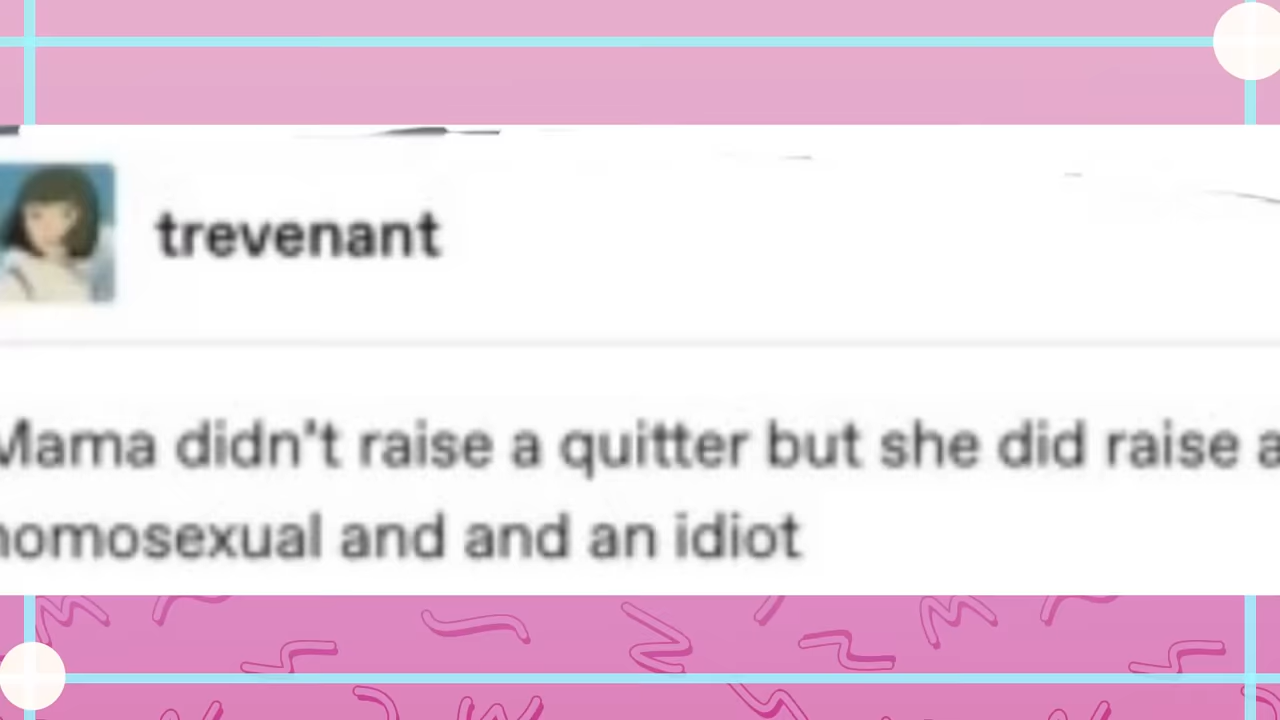 trevenant
Mama didn't raise a quitter but she did raise a
homosexual and and an idiot